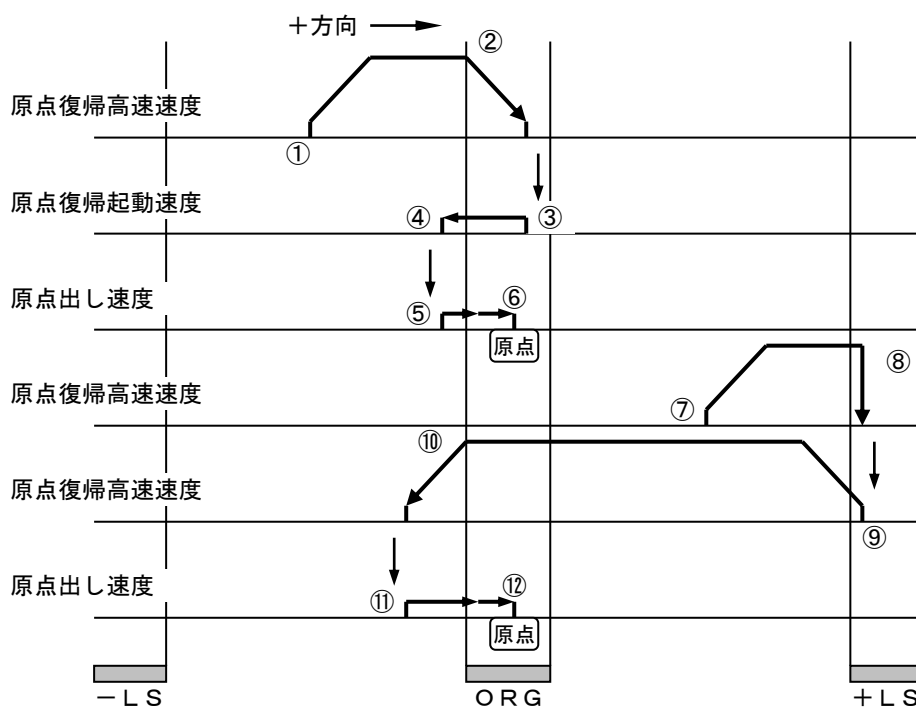 ＋方向
②
原点復帰高速速度
①
原点復帰起動速度
④
③
原点出し速度
⑤
⑥
原点
⑧
原点復帰高速速度
⑦
⑩
原点復帰高速速度
⑨
原点出し速度
⑪
⑫
原点
－ＬＳ
ＯＲＧ
＋ＬＳ